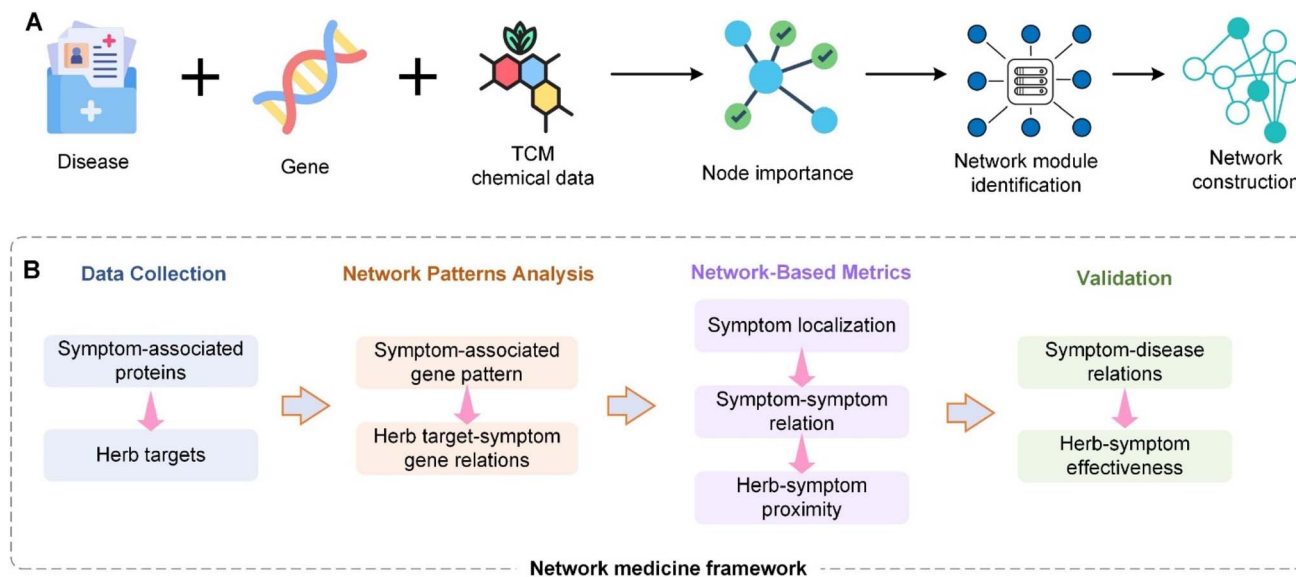 A
Disease
Gene
TCM
chemical data
Node importance
Network module
identification
Network
construction
B
Data Collection
Symptom-associated
proteins
Herb targets
Network Patterns Analysis
Symptom-associated
gene pattern
Herb target-symptom
gene relations
Network-Based Metrics
Symptom localization
Symptom-symptom
relation
Herb-symptom
proximity
Validation
Symptom-disease
relations
Herb-symptom
effectiveness
Network medicine framework